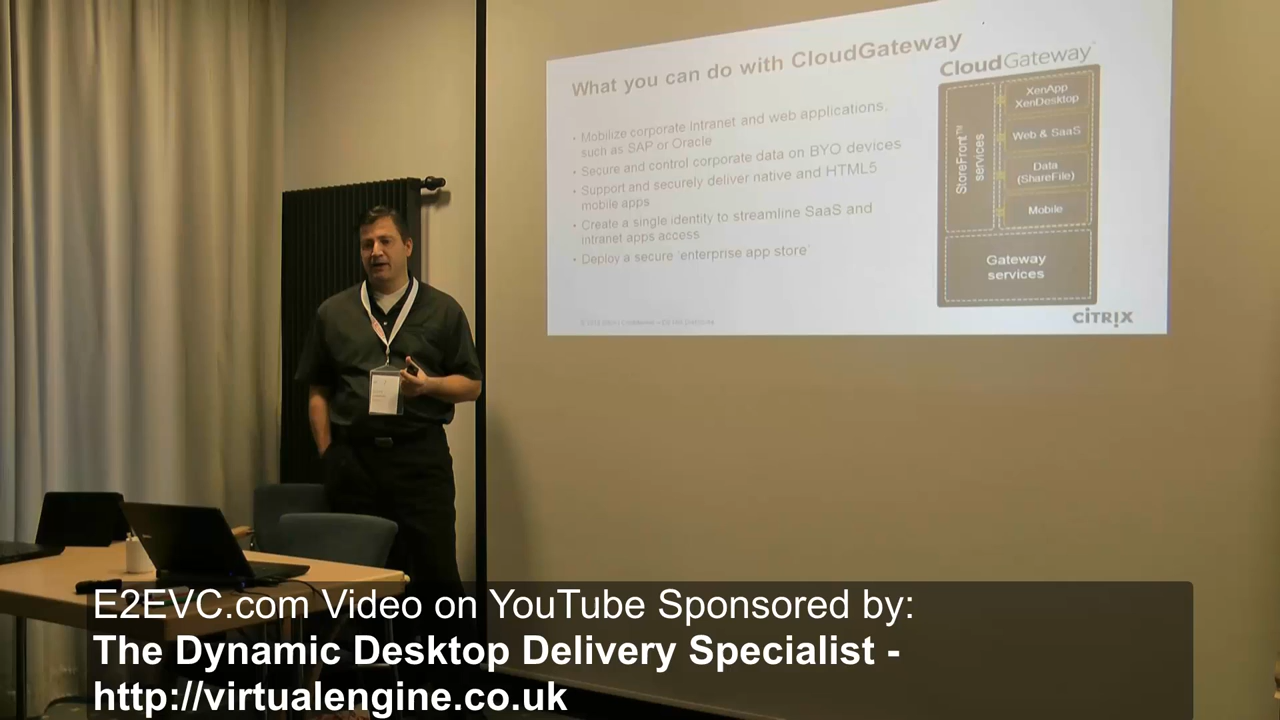 What you can do with CloudGateway
• Mobilize corporate intranet and web applications,
such as SAP or Oracle
• Secure and control corporate data on BYO devices
• Support and securely deliver native and HTML5
mobile apps
• Create a single identity to streamline SaaS and
intranet apps access
• Deploy a secure 'enterprise app store'
CloudGateway
StoreFront™
services
XenApp
XenDesktop
Web & SaaS
Data
(ShareFile)
Mobile
Gateway
services
CİTRIX
E2EVC.com Video on YouTube Sponsored by:
The Dynamic Desktop Delivery Specialist -
http://virtualengine.co.uk